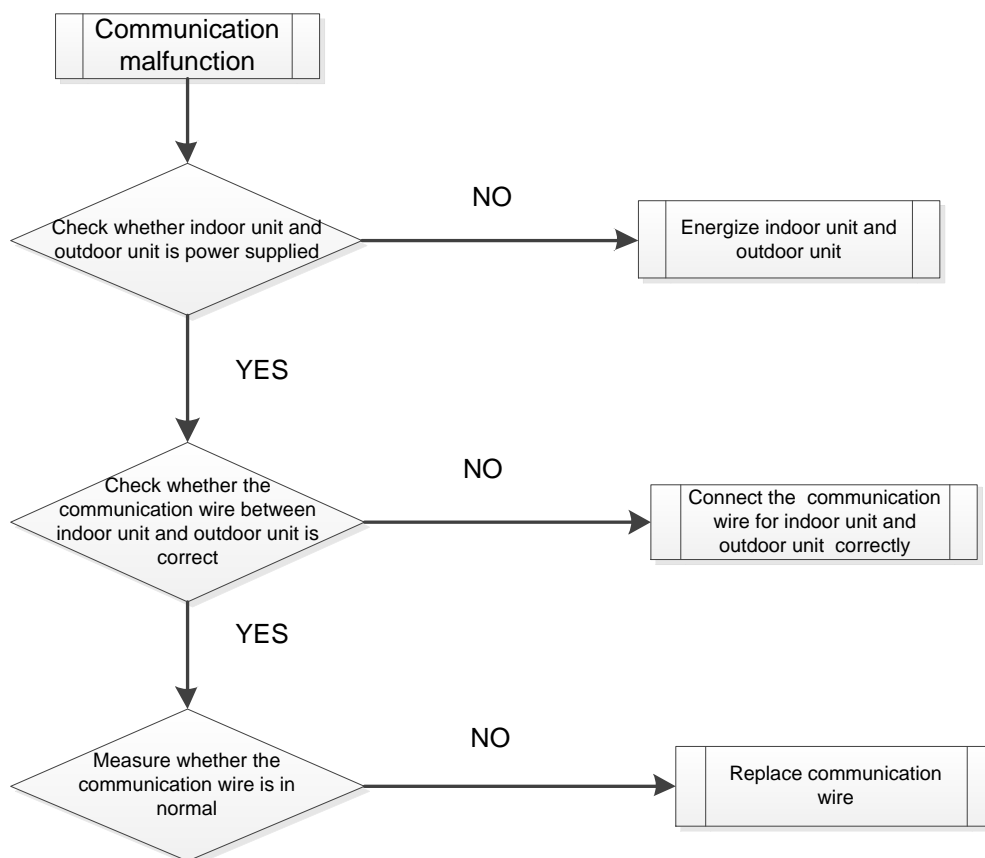 Communication
malfunction
NO
Check whether indoor unit and
outdoor unit is power supplied
Energize indoor unit and
outdoor unit
YES
NO
Check whether the
communication wire between
indoor unit and outdoor unit is
correct
Connect the communication
wire for indoor unit and
outdoor unit correctly
YES
NO
Measure whether the
communication wire is in
normal
Replace communication
wire